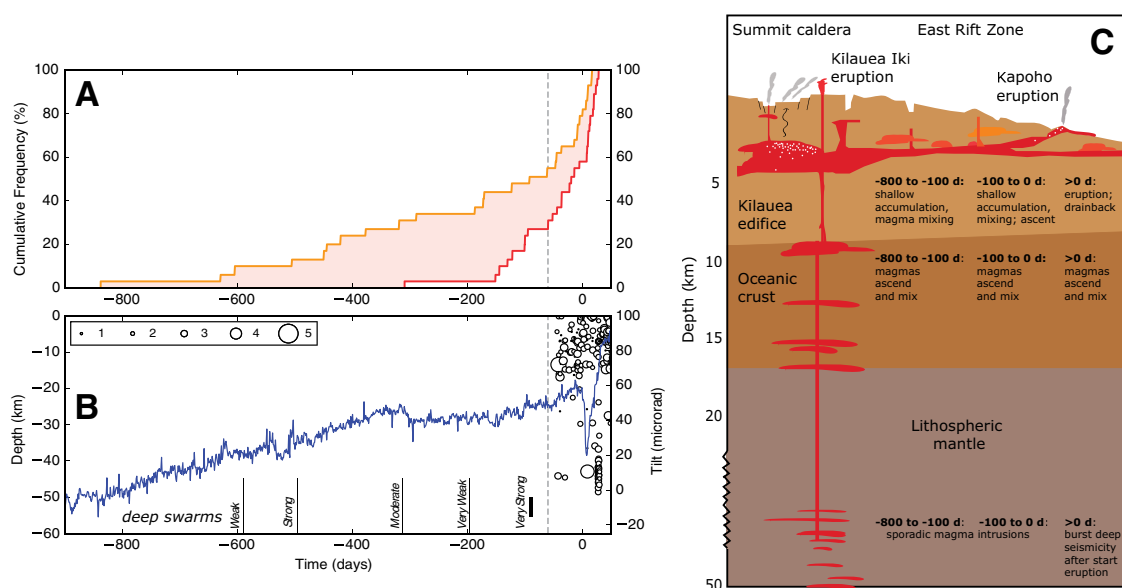 A
Cumulative Frequency (%)
100
80
60
40
20
0
100
80
60
40
20
0
−800
−600
−400
−200
0
B
1 2 3 4 5
Depth (km)
0
−10
−20
−30
−40
−50
−60
100
80
60
40
20
0
−20
Tilt (microrad)
deep swarms
Weak
Strong
Moderate
Very Weak
Very Strong
−800
−600
−400
−200
0
Time (days)
C
Summit caldera
East Rift Zone
Kilauea Iki
eruption
Kapoho
eruption
Depth (km)
5
10
15
20
50
Kilauea
edifice
-800 to -100 d:
shallow
accumulation,
magma mixing
-100 to 0 d:
shallow
accumulation,
mixing; ascent
>0 d:
eruption;
drainback
Oceanic
crust
-800 to -100 d:
magmas
ascend
and mix
-100 to 0 d:
magmas
ascend
and mix
>0 d:
magmas
ascend
and mix
Lithospheric
mantle
-800 to -100 d:
-100 to 0 d:
sporadic magma intrusions
>0 d:
burst deep
seismicity
after start
eruption